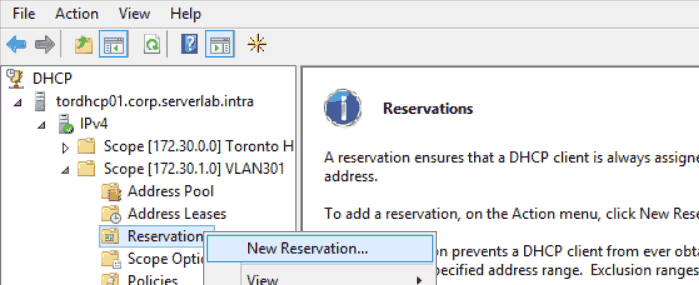 File Action View Help
DHCP
tordhcp01.corp.serverlab.intra
IPv4
Scope [172.30.0.0] Toronto H
Scope [172.30.1.0] VLAN301
Address Pool
Address Leases
Reservation
Scope Opti
Policies
New Reservation...
View
Reservations
A reservation ensures that a DHCP client is always assigne
address.
To add a reservation, on the Action menu, click New Rese
on prevents a DHCP client from ever obta
ecified address range. Exclusion ranges